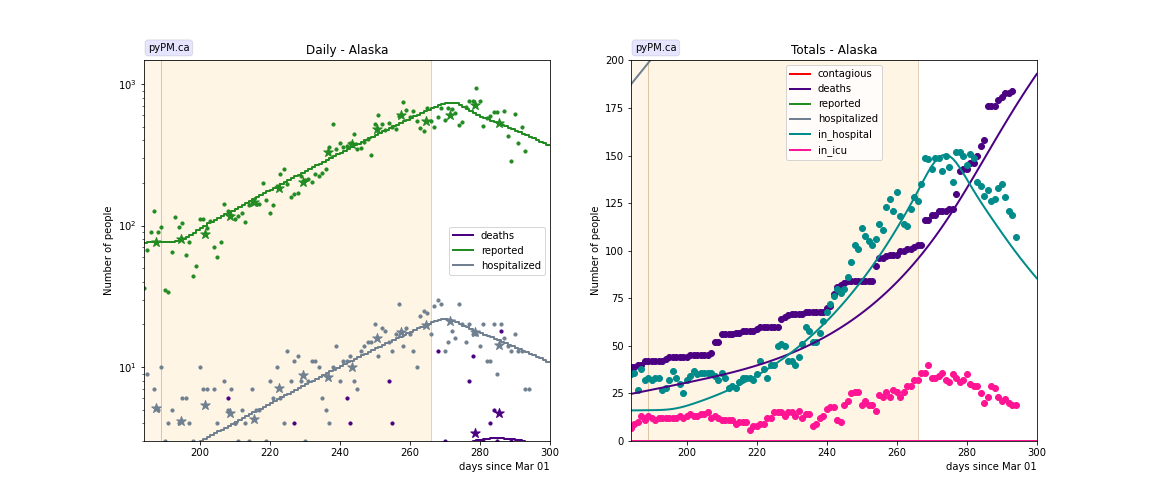 pyPM.ca
Daily - Alaska
Number of people
10³
10²
10¹
deaths
reported
hospitalized
200
220
240
260
280
300
days since Mar 01
pyPM.ca
Totals - Alaska
Number of people
200
175
150
125
100
75
50
25
0
contagious
deaths
reported
hospitalized
in_hospital
in_icu
200
220
240
260
280
300
days since Mar 01